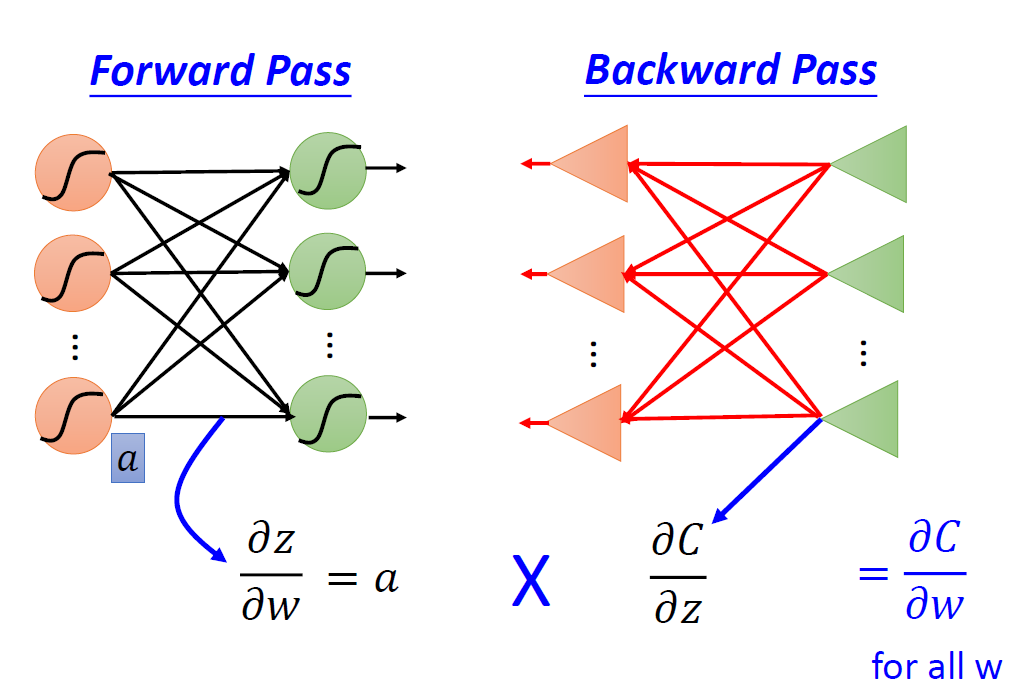 Forward Pass
Backward Pass
⋮ ⋮ ⋮ ⋮
a
∂z/∂w = a
X
∂C/∂z
= ∂C/∂w
for all w